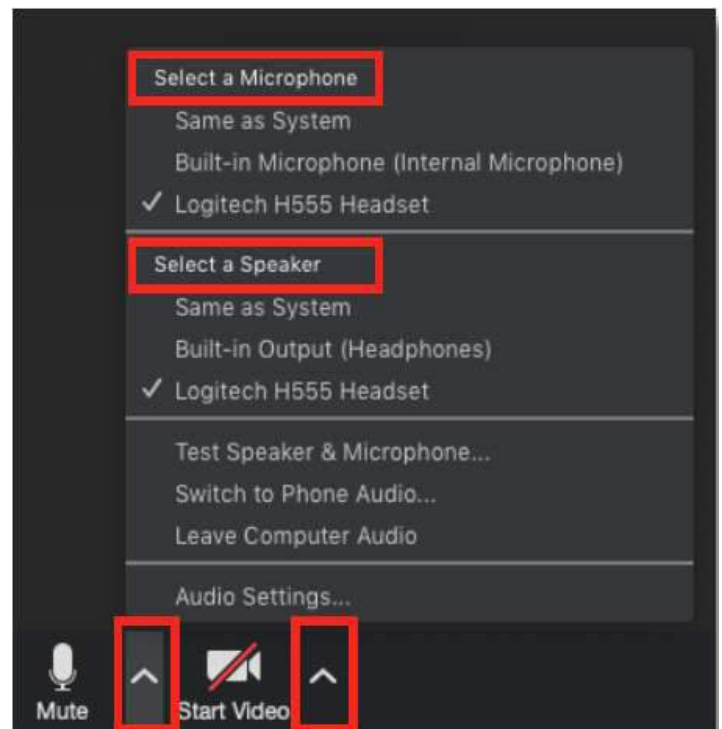 Select a Microphone
Same as System
Built-in Microphone (Internal Microphone)
Logitech H555 Headset
Select a Speaker
Same as System
Built-in Output (Headphones)
Logitech H555 Headset
Test Speaker & Microphone...
Switch to Phone Audio...
Leave Computer Audio
Audio Settings...
Mute Start Video